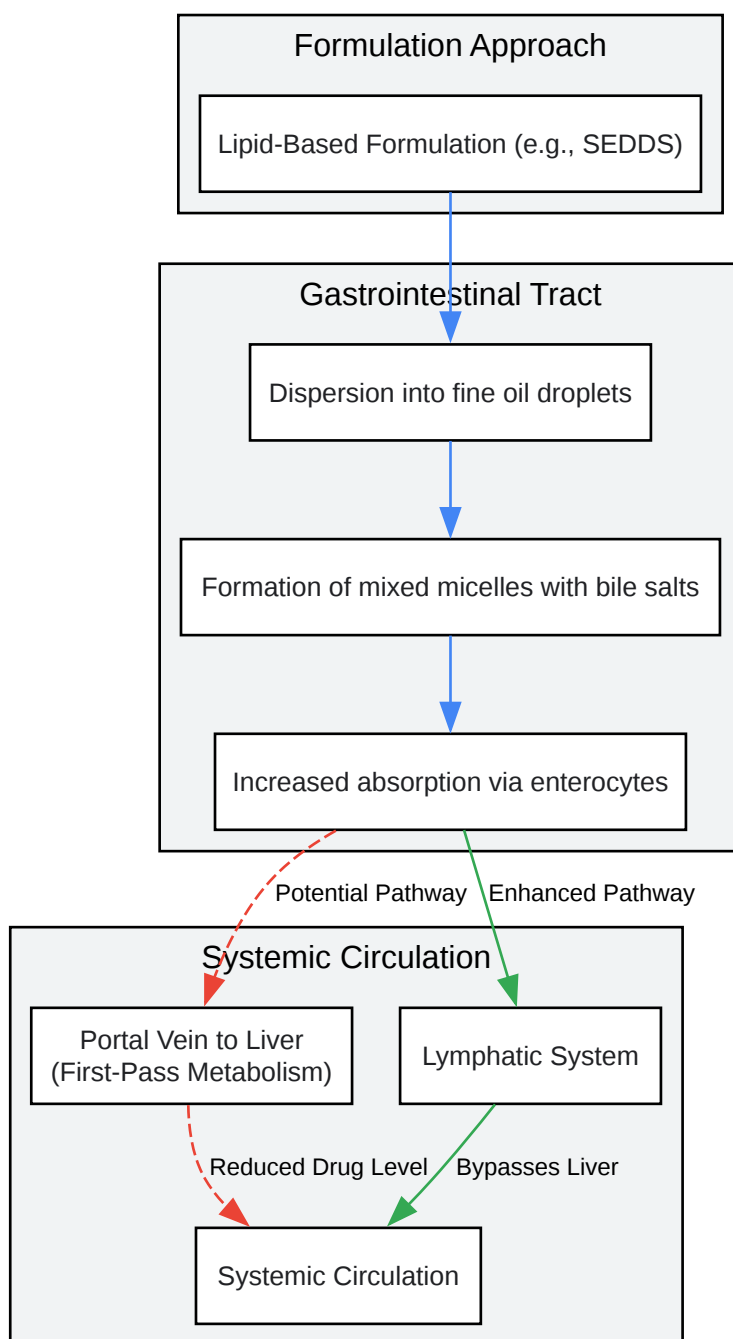 Formulation Approach
Lipid-Based Formulation (e.g., SEDDS)
Gastrointestinal Tract
Dispersion into fine oil droplets
Formation of mixed micelles with bile salts
Increased absorption via enterocytes
Potential Pathway
Enhanced Pathway
Systemic Circulation
Portal Vein to Liver
(First-Pass Metabolism)
Lymphatic System
Reduced Drug Level
Bypasses Liver
Systemic Circulation